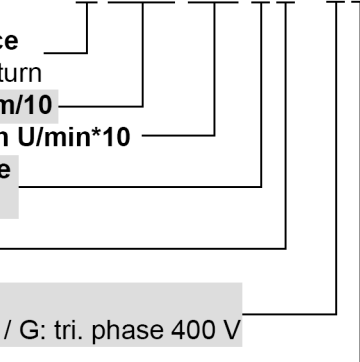 ce
turn
m/10
n U/min*10
e
/ G: tri. phase 400 V